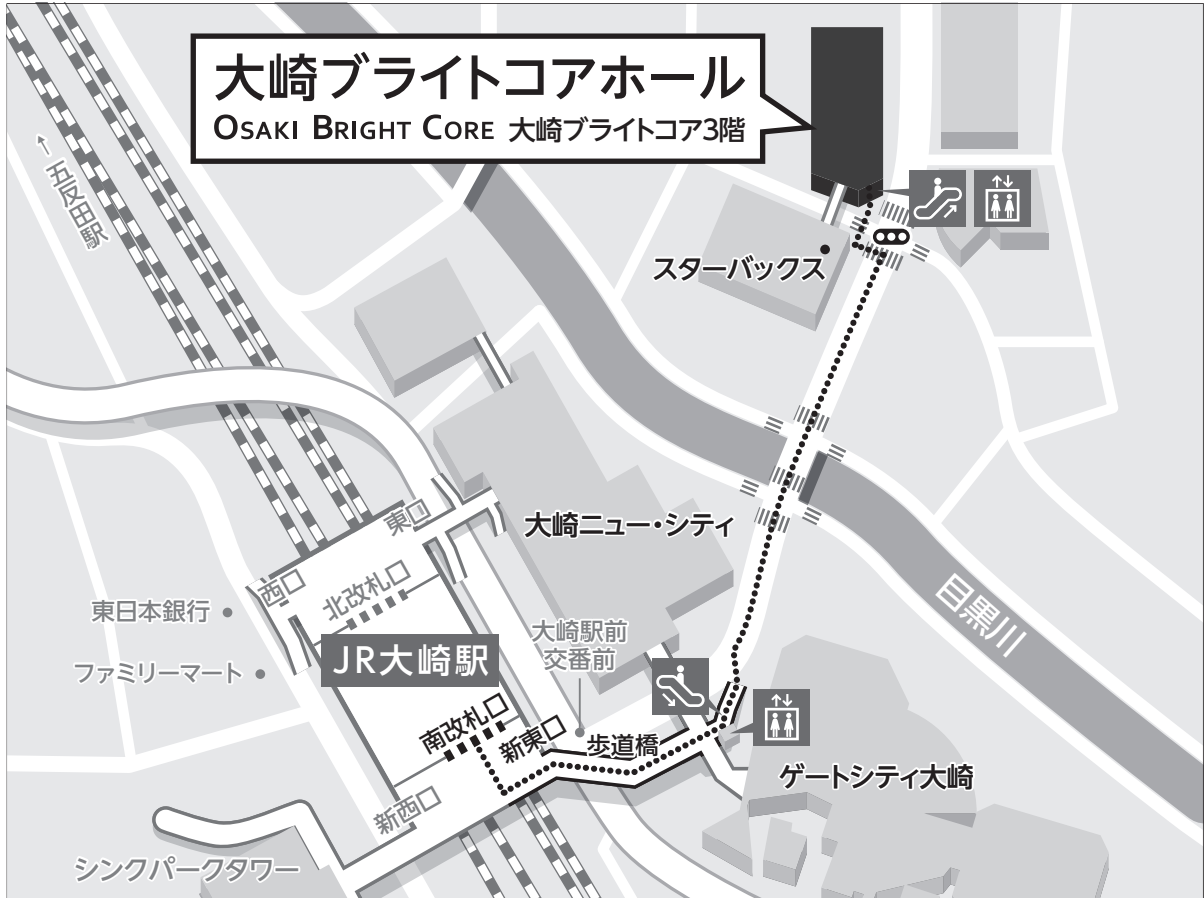 大崎ブライトコアホール
OSAKI BRIGHT CORE 大崎ブライトコア3階
←五反田駅
スターバックス
大崎ニュー・シティ
東口
西口
北改札口
東日本銀行
ファミリーマート
JR大崎駅
大崎駅前
交番前
目黒川
南改札口
新東口
歩道橋
ゲートシティ大崎
新西口
シンクパークタワー